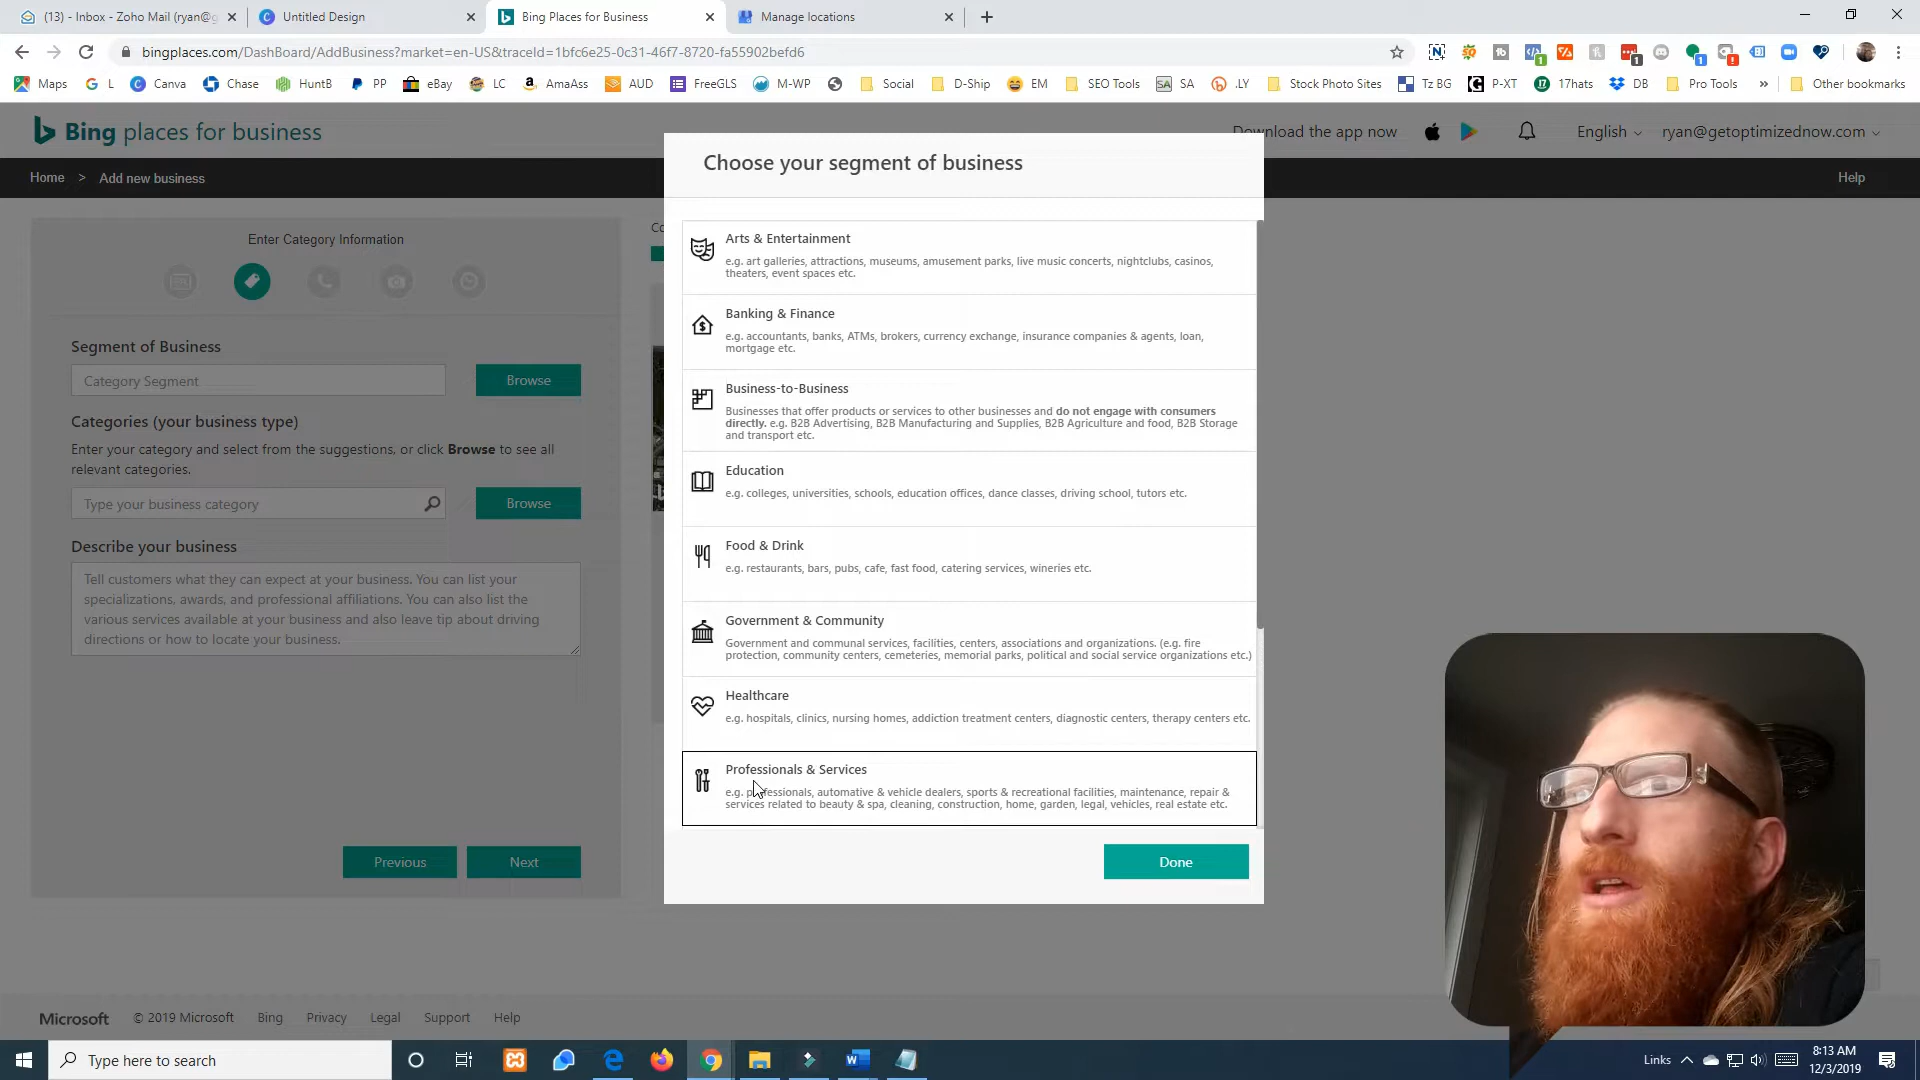 (13) - Inbox - Zoho Mail (ryan@g
Untitled Design
Bing Places for Business
Manage locations
bingplaces.com/DashBoard/AddBusiness?market=en-US&traceId=1bfc6e25-0c31-46f7-8720-fa55902befd6
Maps
G L
Canva
Chase
HuntB
PP
eBay
LC
AmaAss
AUD
FreeGLS
M-WP
Social
D-Ship
EM
SEO Tools
SA SA
.LY
Stock Photo Sites
Tz BG
P-XT
17hats
DB
Pro Tools
»
Other bookmarks
Bing places for business
Download the app now
English
ryan@getoptimizednow.com
Home > Add new business
Help
Enter Category Information
Segment of Business
Category Segment
Browse
Categories (your business type)
Enter your category and select from the suggestions, or click Browse to see all
relevant categories.
Type your business category
Browse
Describe your business
Tell customers what they can expect at your business. You can list your
specializations, awards, and professional affiliations. You can also list the
various services available at your business and also leave tip about driving
directions or how to locate your business.
Previous
Next
Choose your segment of business
Arts & Entertainment
e.g. art galleries, attractions, museums, amusement parks, live music concerts, nightclubs, casinos,
theaters, event spaces etc.
Banking & Finance
e.g. accountants, banks, ATMs, brokers, currency exchange, insurance companies & agents, loan,
mortgage etc.
Business-to-Business
Businesses that offer products or services to other businesses and do not engage with consumers
directly. e.g. B2B Advertising, B2B Manufacturing and Supplies, B2B Agriculture and food, B2B Storage
and transport etc.
Education
e.g. colleges, universities, schools, education offices, dance classes, driving school, tutors etc.
Food & Drink
e.g. restaurants, bars, pubs, cafe, fast food, catering services, wineries etc.
Government & Community
Government and communal services, facilities, centers, associations and organizations. (e.g. fire
protection, community centers, cemeteries, memorial parks, political and social service organizations etc.)
Healthcare
e.g. hospitals, clinics, nursing homes, addiction treatment centers, diagnostic centers, therapy centers etc.
Professionals & Services
e.g. professionals, automotive & vehicle dealers, sports & recreational facilities, maintenance, repair &
services related to beauty & spa, cleaning, construction, home, garden, legal, vehicles, real estate etc.
Done
Microsoft
© 2019 Microsoft
Bing
Privacy
Legal
Support
Help
Type here to search
Links
8:13 AM
12/3/2019